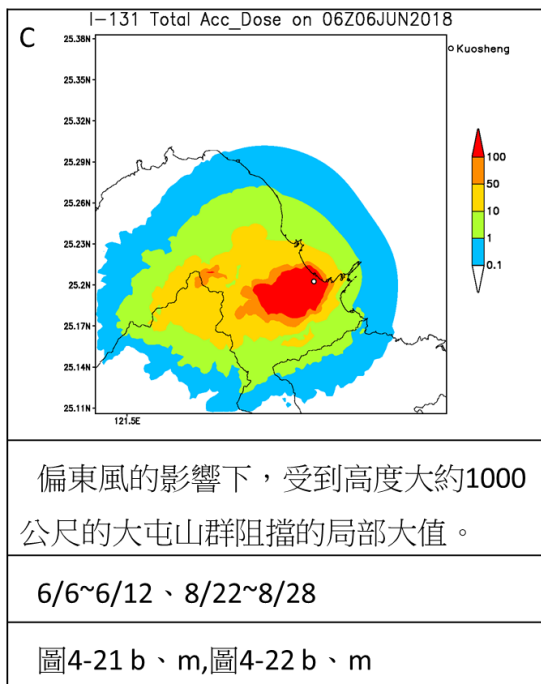 I-131 Total Acc_Dose on 06Z06JUN2018
C
25.38N
25.35N
25.32N
25.29N
25.26N
25.23N
25.2N
25.17N
25.14N
25.11N
121.5E
Kuosheng
100
50
10
1
0.1
偏東風的影響下，受到高度大約1000
公尺的大屯山群阻擋的局部大值。
6/6~6/12、8/22~8/28
圖4-21 b、m,圖4-22 b、m